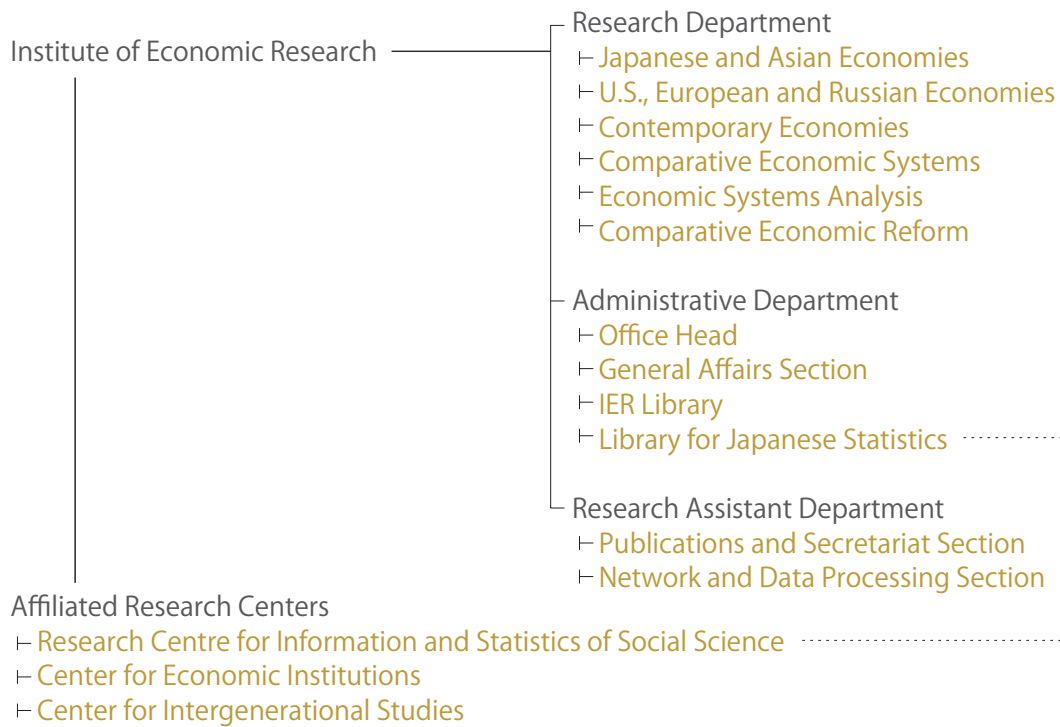 Institute of Economic Research
Research Department
Japanese and Asian Economies
U.S., European and Russian Economies
Contemporary Economies
Comparative Economic Systems
Economic Systems Analysis
Comparative Economic Reform
Administrative Department
Office Head
General Affairs Section
IER Library
Library for Japanese Statistics
Research Assistant Department
Publications and Secretariat Section
Network and Data Processing Section
Affiliated Research Centers
Research Centre for Information and Statistics of Social Science
Center for Economic Institutions
Center for Intergenerational Studies